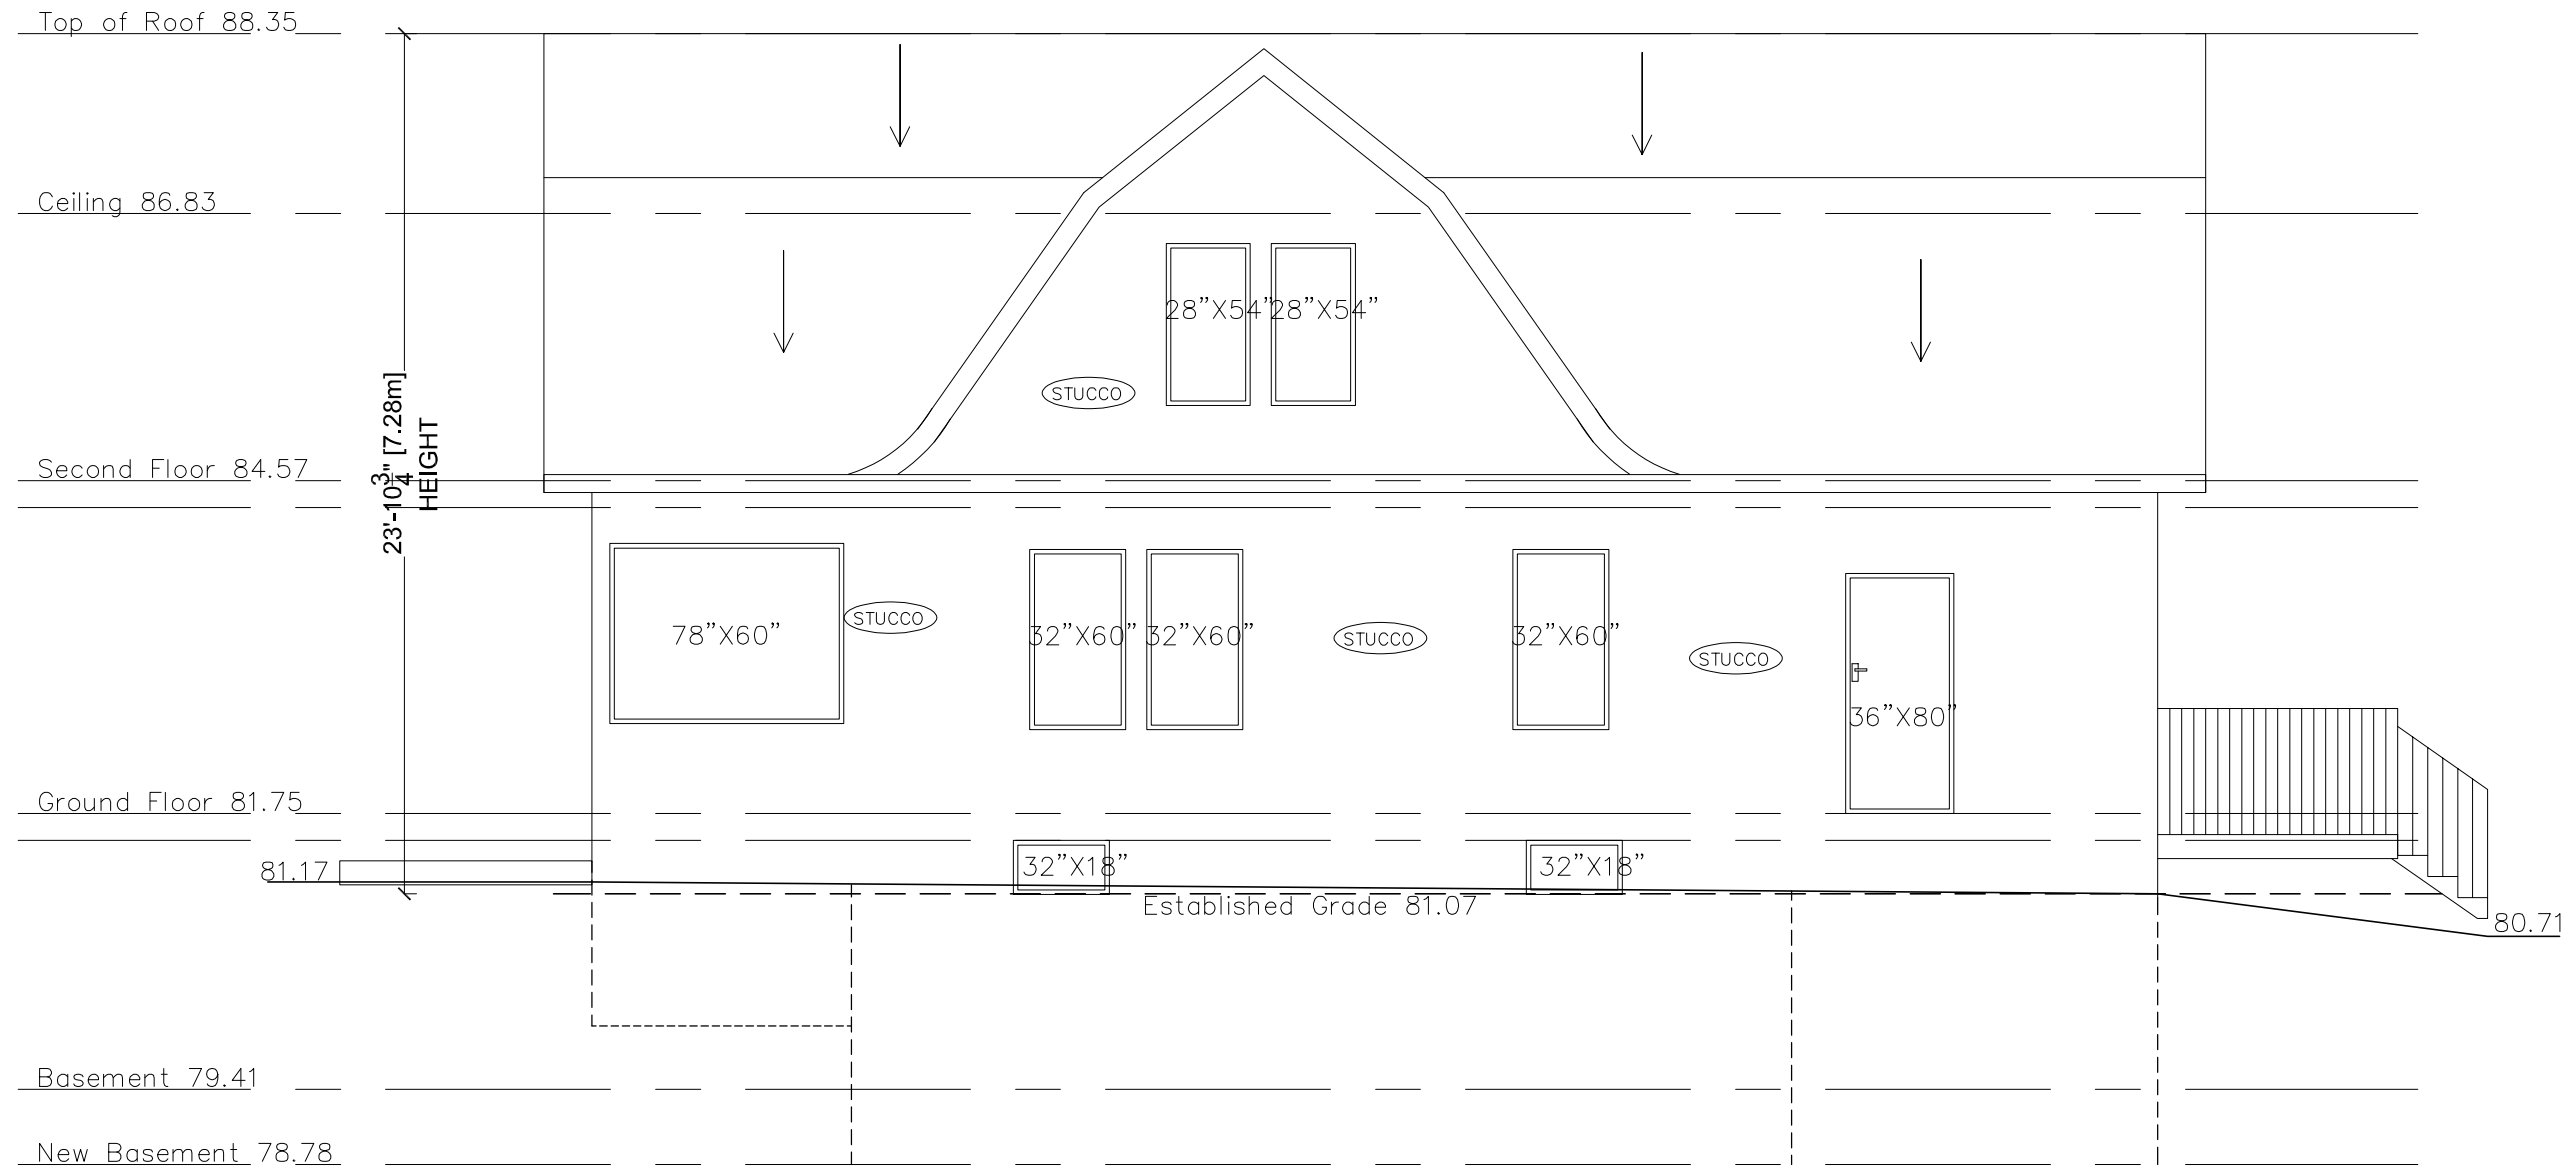 Top of Roof 88.35
Ceiling 86.83
28”X54”
28”X54”
STUCCO
23'-10 3/4" [7.28m]
HEIGHT
Second Floor 84.57
78”X60”
STUCCO
32”X60”
32”X60”
STUCCO
32”X60”
STUCCO
36”X80”
Ground Floor 81.75
81.17
32”X18”
32”X18”
Established Grade 81.07
80.71
Basement 79.41
New Basement 78.78